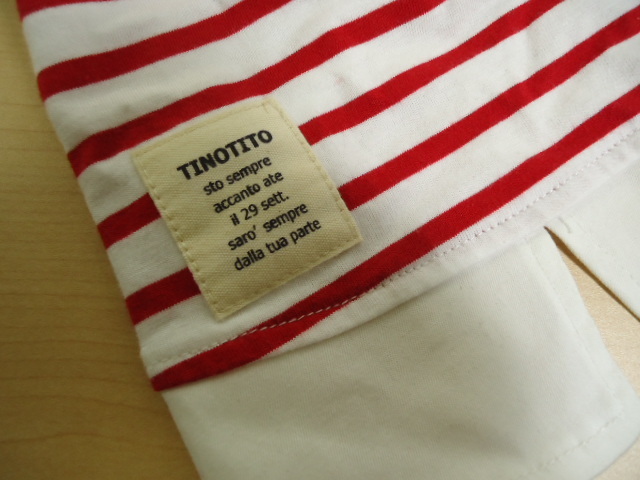 TINOTITO
sto sempre
accanto ate
il 29 sett.
saro' sempre
dalla tua parte